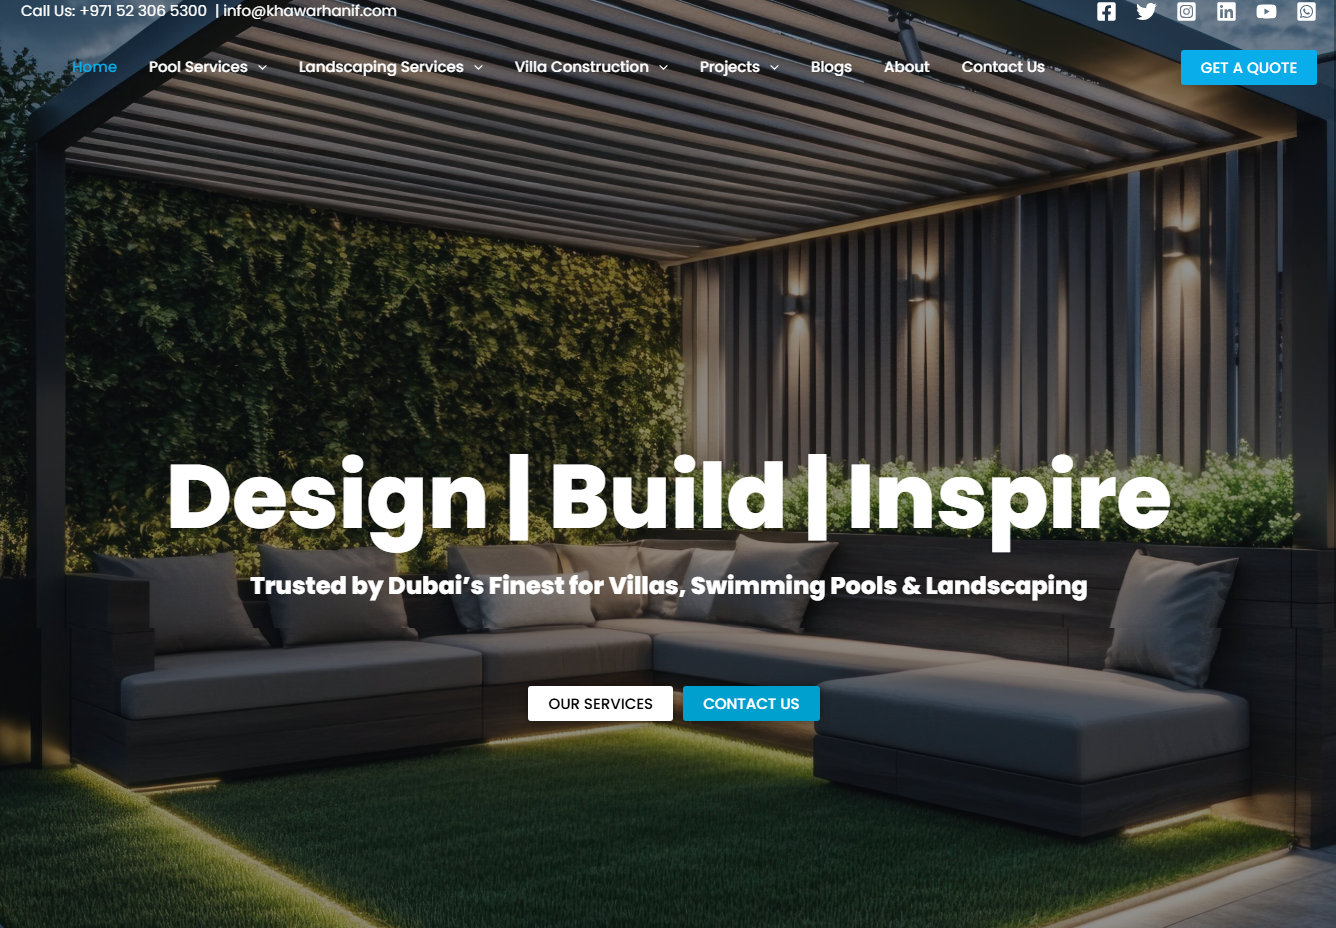 Call Us: +971 52 306 5300 | info@khawarhanif.com
Home Pool Services Landscaping Services Villa Construction Projects Blogs About Contact Us GET A QUOTE
Design | Build | Inspire
Trusted by Dubai’s Finest for Villas, Swimming Pools & Landscaping
OUR SERVICES CONTACT US